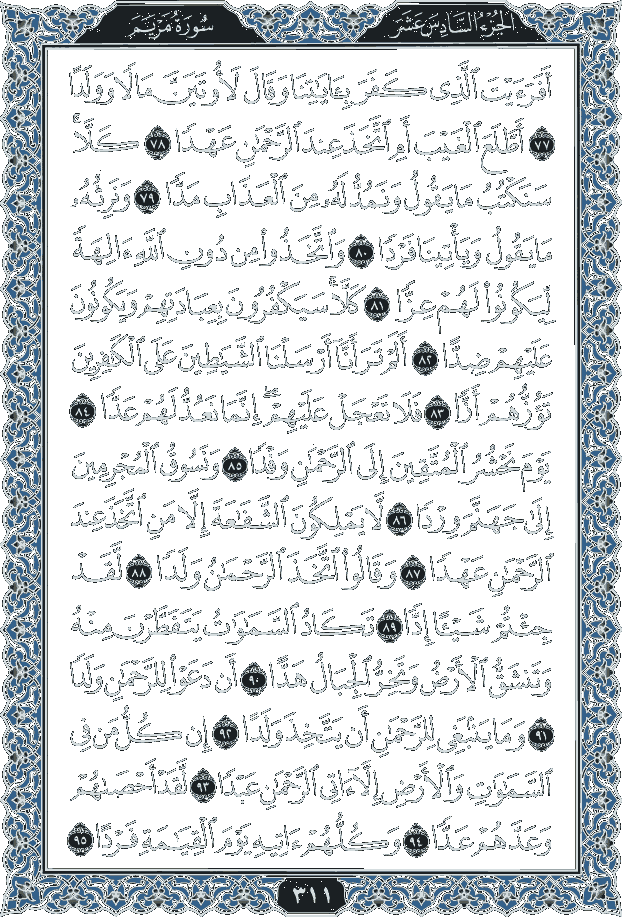 الجزء السادس عشر
سورة مريم
أَفَرَءَيْتَ ٱلَّذِى كَفَرَ بِـَٔايَـٰتِنَا وَقَالَ لَأُوتَيَنَّ مَالًا وَوَلَدًا
٧٧ أَطَّلَعَ ٱلْغَيْبَ أَمِ ٱتَّخَذَ عِندَ ٱلرَّحْمَـٰنِ عَهْدًا ٧٨ كَلَّا
سَنَكْتُبُ مَا يَقُولُ وَنَمُدُّ لَهُۥ مِنَ ٱلْعَذَابِ مَدًّا ٧٩ وَنَرِثُهُۥ
مَا يَقُولُ وَيَأْتِينَا فَرْدًا ٨٠ وَٱتَّخَذُوا۟ مِن دُونِ ٱللَّهِ ءَالِهَةً
لِّيَكُونُوا۟ لَهُمْ عِزًّا ٨١ كَلَّا سَيَكْفُرُونَ بِعِبَادَتِهِمْ وَيَكُونُونَ
عَلَيْهِمْ ضِدًّا ٨٢ أَلَمْ تَرَ أَنَّآ أَرْسَلْنَا ٱلشَّيَـٰطِينَ عَلَى ٱلْكَـٰفِرِينَ
تَؤُزُّهُمْ أَزًّا ٨٣ فَلَا تَعْجَلْ عَلَيْهِمْ إِنَّمَا نَعُدُّ لَهُمْ عَدًّا ٨٤
يَوْمَ نَحْشُرُ ٱلْمُتَّقِينَ إِلَى ٱلرَّحْمَـٰنِ وَفْدًا ٨٥ وَنَسُوقُ ٱلْمُجْرِمِينَ
إِلَىٰ جَهَنَّمَ وِرْدًا ٨٦ لَّا يَمْلِكُونَ ٱلشَّفَـٰعَةَ إِلَّا مَنِ ٱتَّخَذَ عِندَ
ٱلرَّحْمَـٰنِ عَهْدًا ٨٧ وَقَالُوا۟ ٱتَّخَذَ ٱلرَّحْمَـٰنُ وَلَدًا ٨٨ لَّقَدْ
جِئْتُمْ شَيْـًٔا إِدًّا ٨٩ تَكَادُ ٱلسَّمَـٰوَٰتُ يَتَفَطَّرْنَ مِنْهُ
وَتَنشَقُّ ٱلْأَرْضُ وَتَخِرُّ ٱلْجِبَالُ هَدًّا ٩٠ أَن دَعَوْا۟ لِلرَّحْمَـٰنِ وَلَدًا
٩١ وَمَا يَنۢبَغِى لِلرَّحْمَـٰنِ أَن يَتَّخِذَ وَلَدًا ٩٢ إِن كُلُّ مَن فِى
ٱلسَّمَـٰوَٰتِ وَٱلْأَرْضِ إِلَّآ ءَاتِى ٱلرَّحْمَـٰنِ عَبْدًا ٩٣ لَّقَدْ أَحْصَىٰهُمْ
وَعَدَّهُمْ عَدًّا ٩٤ وَكُلُّهُمْ ءَاتِيهِ يَوْمَ ٱلْقِيَـٰمَةِ فَرْدًا ٩٥
٣١١